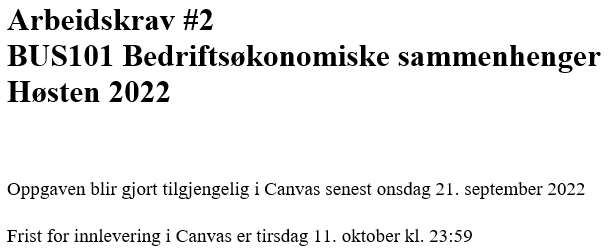 Arbeidskrav #2
BUS101 Bedriftsøkonomiske sammenhenger
Høsten 2022
Oppgaven blir gjort tilgjengelig i Canvas senest onsdag 21. september 2022
Frist for innlevering i Canvas er tirsdag 11. oktober kl. 23:59